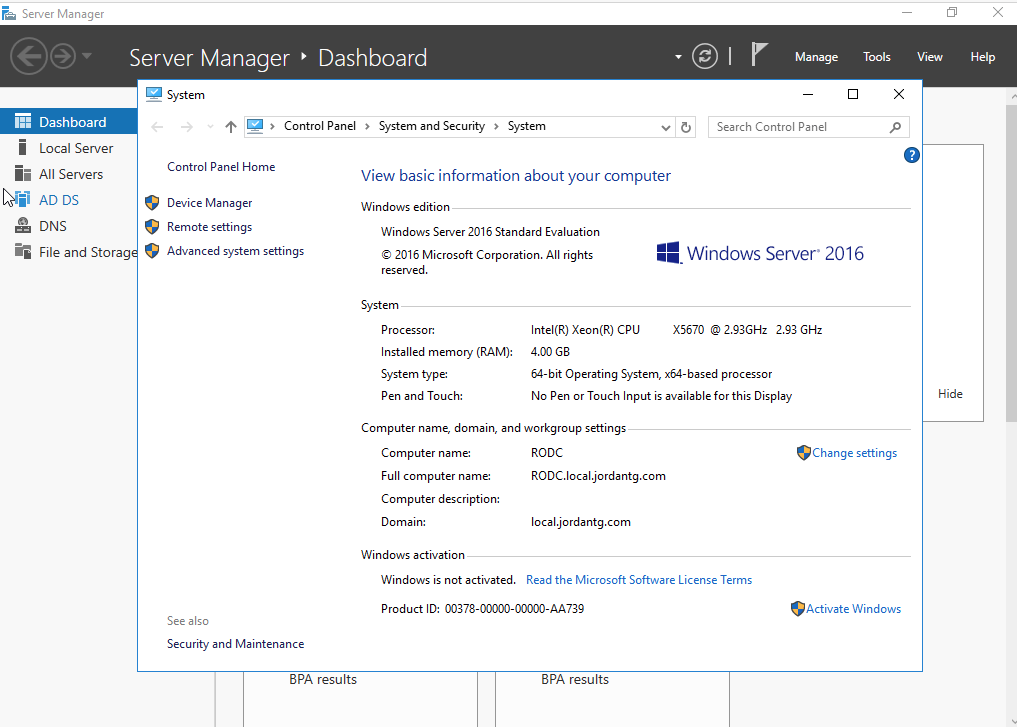 Server Manager
Server Manager ‣ Dashboard
Manage Tools View Help
System
Control Panel System and Security System
Search Control Panel
Dashboard
Local Server
All Servers
AD DS
DNS
File and Storage
Control Panel Home
Device Manager
Remote settings
Advanced system settings
See also
Security and Maintenance
?
View basic information about your computer
Windows edition
Windows Server 2016 Standard Evaluation
© 2016 Microsoft Corporation. All rights
reserved.
Windows Server® 2016
System
Processor: Intel(R) Xeon(R) CPU X5670 @ 2.93GHz 2.93 GHz
Installed memory (RAM): 4.00 GB
System type: 64-bit Operating System, x64-based processor
Pen and Touch: No Pen or Touch Input is available for this Display
Computer name, domain, and workgroup settings
Computer name: RODC
Change settings
Full computer name: RODC.local.jordantg.com
Computer description:
Domain: local.jordantg.com
Windows activation
Windows is not activated. Read the Microsoft Software License Terms
Product ID: 00378-00000-00000-AA739
Activate Windows
Hide
BPA results
BPA results